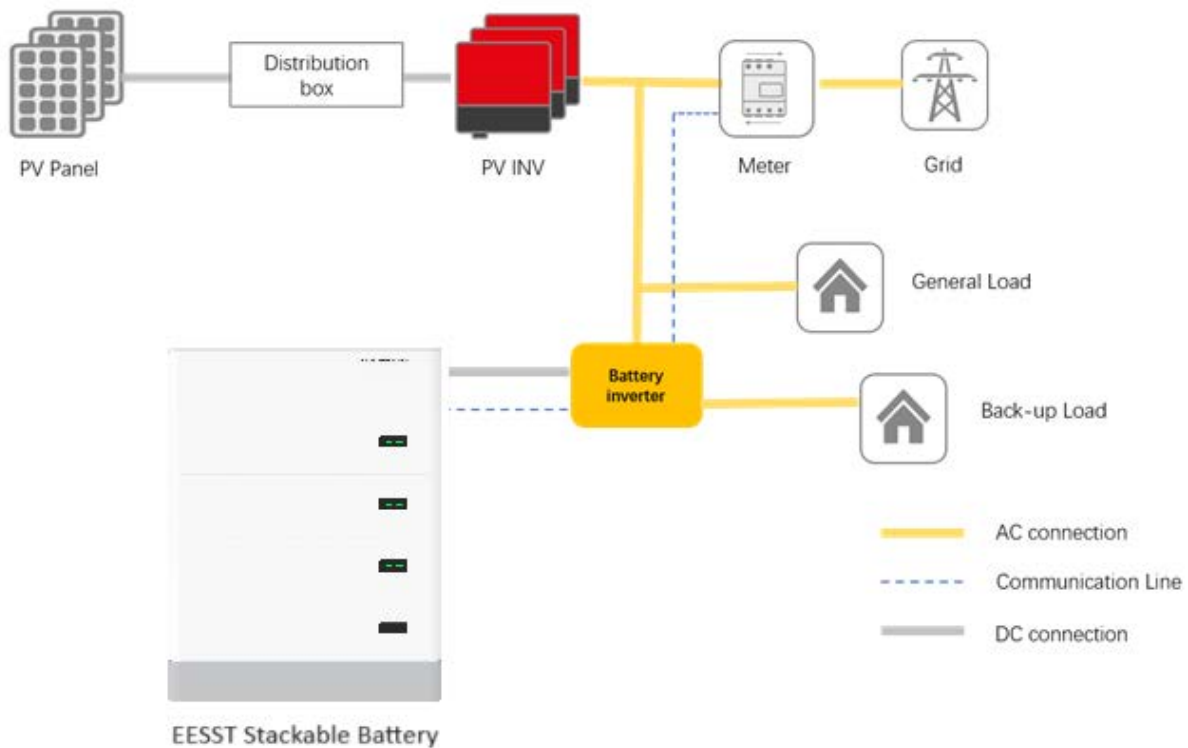 Distribution
box
PV Panel
PV INV
Meter
Grid
General Load
Battery
inverter
Back-up Load
AC connection
Communication Line
DC connection
EESST Stackable Battery